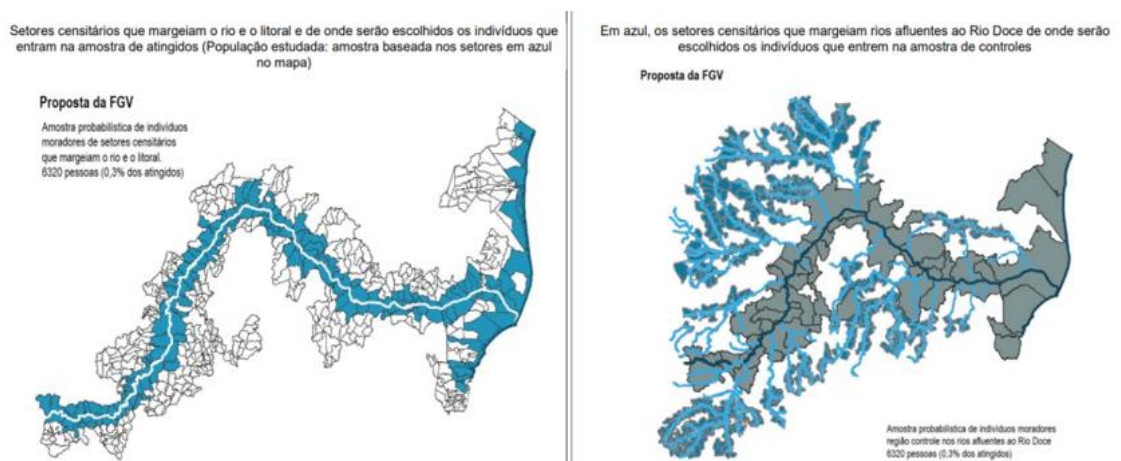 Setores censitários que margeiam o rio e o litoral e de onde serão escolhidos os indivíduos que
entram na amostra de atingidos (População estudada: amostra baseada nos setores em azul
no mapa)
Proposta da FGV
Amostra probabilística de indivíduos
moradores de setores censitários
que margeiam o rio e o litoral.
6320 pessoas (0,3% dos atingidos)
Em azul, os setores censitários que margeiam rios afluentes ao Rio Doce de onde serão
escolhidos os indivíduos que entrem na amostra de controles
Proposta da FGV
Amostra probabilística de indivíduos moradores
região controle nos rios afluentes ao Rio Doce
6320 pessoas (0,3% dos atingidos)